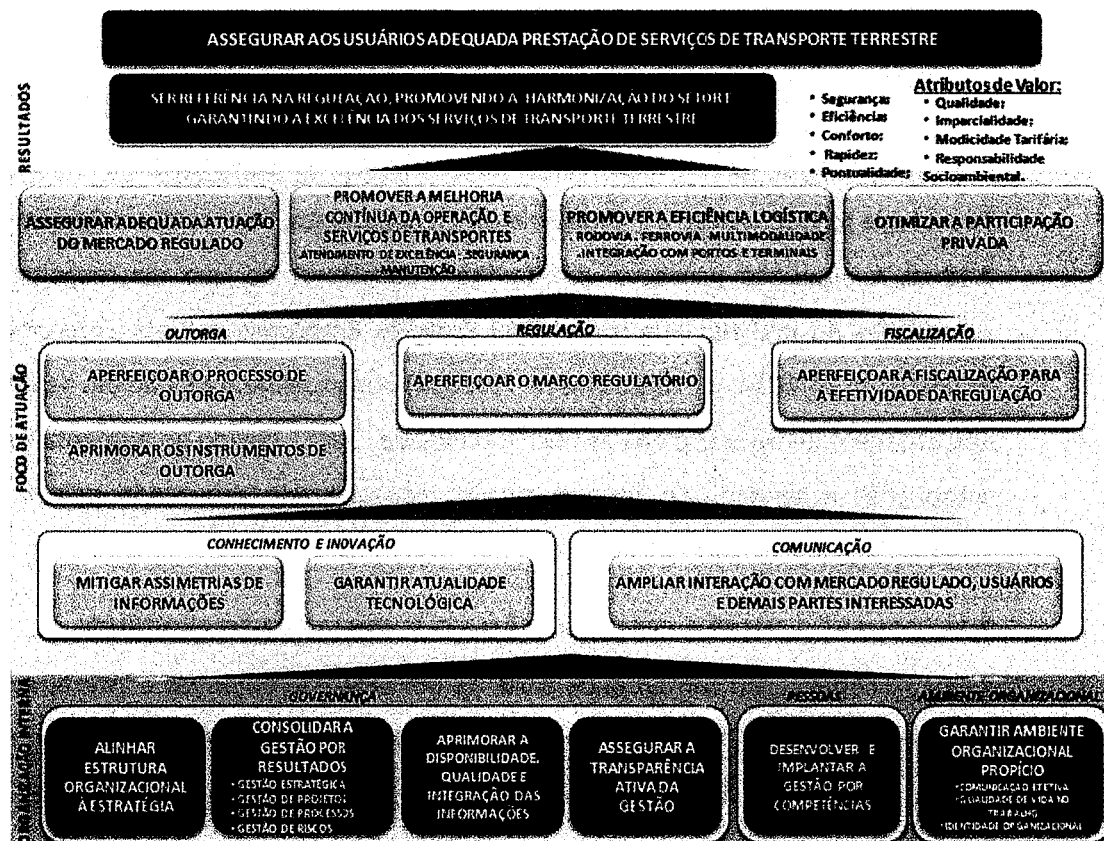 ASSEGURAR AOS USUÁRIOS ADEQUADA PRESTAÇÃO DE SERVIÇOS DE TRANSPORTE TERRESTRE
RESULTADOS
SER REFERÊNCIA NA REGULAÇÃO, PROMOVENDO A HARMONIZAÇÃO DO SETOR E
GARANTINDO A EXCELÊNCIA DOS SERVIÇOS DE TRANSPORTE TERRESTRE
Atributos de Valor:
* Segurança;
* Eficiência;
* Conforto;
* Rapidez;
* Pontualidade;
* Qualidade;
* Imparcialidade;
* Modicidade Tarifária;
* Responsabilidade
Socioambiental.
ASSEGURAR ADEQUADA ATUAÇÃO
DO MERCADO REGULADO
PROMOVER A MELHORIA
CONTÍNUA DA OPERAÇÃO E
SERVIÇOS DE TRANSPORTES
.ATENDIMENTO DE EXCELÊNCIA .SEGURANÇA
.MANUTENÇÃO
PROMOVER A EFICIÊNCIA LOGÍSTICA
.RODOVIA .FERROVIA .MULTIMODALIDADE
.INTEGRAÇÃO COM PORTOS E TERMINAIS
OTIMIZAR A PARTICIPAÇÃO
PRIVADA
FOCO DE ATUAÇÃO
OUTORGA
APERFEIÇOAR O PROCESSO DE
OUTORGA
APRIMORAR OS INSTRUMENTOS DE
OUTORGA
REGULAÇÃO
APERFEIÇOAR O MARCO REGULATÓRIO
FISCALIZAÇÃO
APERFEIÇOAR A FISCALIZAÇÃO PARA
A EFETIVIDADE DA REGULAÇÃO
CONHECIMENTO E INOVAÇÃO
MITIGAR ASSIMETRIAS DE
INFORMAÇÕES
GARANTIR ATUALIDADE
TECNOLÓGICA
COMUNICAÇÃO
AMPLIAR INTERAÇÃO COM MERCADO REGULADO, USUÁRIOS
E DEMAIS PARTES INTERESSADAS
INTERNA
GOVERNANÇA
ALINHAR
ESTRUTURA
ORGANIZACIONAL
À ESTRATÉGIA
CONSOLIDAR A
GESTÃO POR
RESULTADOS
• GESTÃO ESTRATÉGICA
• GESTÃO DE PROJETOS
• GESTÃO DE PROCESSOS
• GESTÃO DE RISCOS
APRIMORAR A
DISPONIBILIDADE,
QUALIDADE E
INTEGRAÇÃO DAS
INFORMAÇÕES
ASSEGURAR A
TRANSPARÊNCIA
ATIVA DA
GESTÃO
PESSOAS
DESENVOLVER E
IMPLANTAR A
GESTÃO POR
COMPETÊNCIAS
AMBIENTE ORGANIZACIONAL
GARANTIR AMBIENTE
ORGANIZACIONAL
PROPÍCIO
• COMUNICAÇÃO EFETIVA
• QUALIDADE DE VIDA NO
TRABALHO
• IDENTIDADE ORGANIZACIONAL